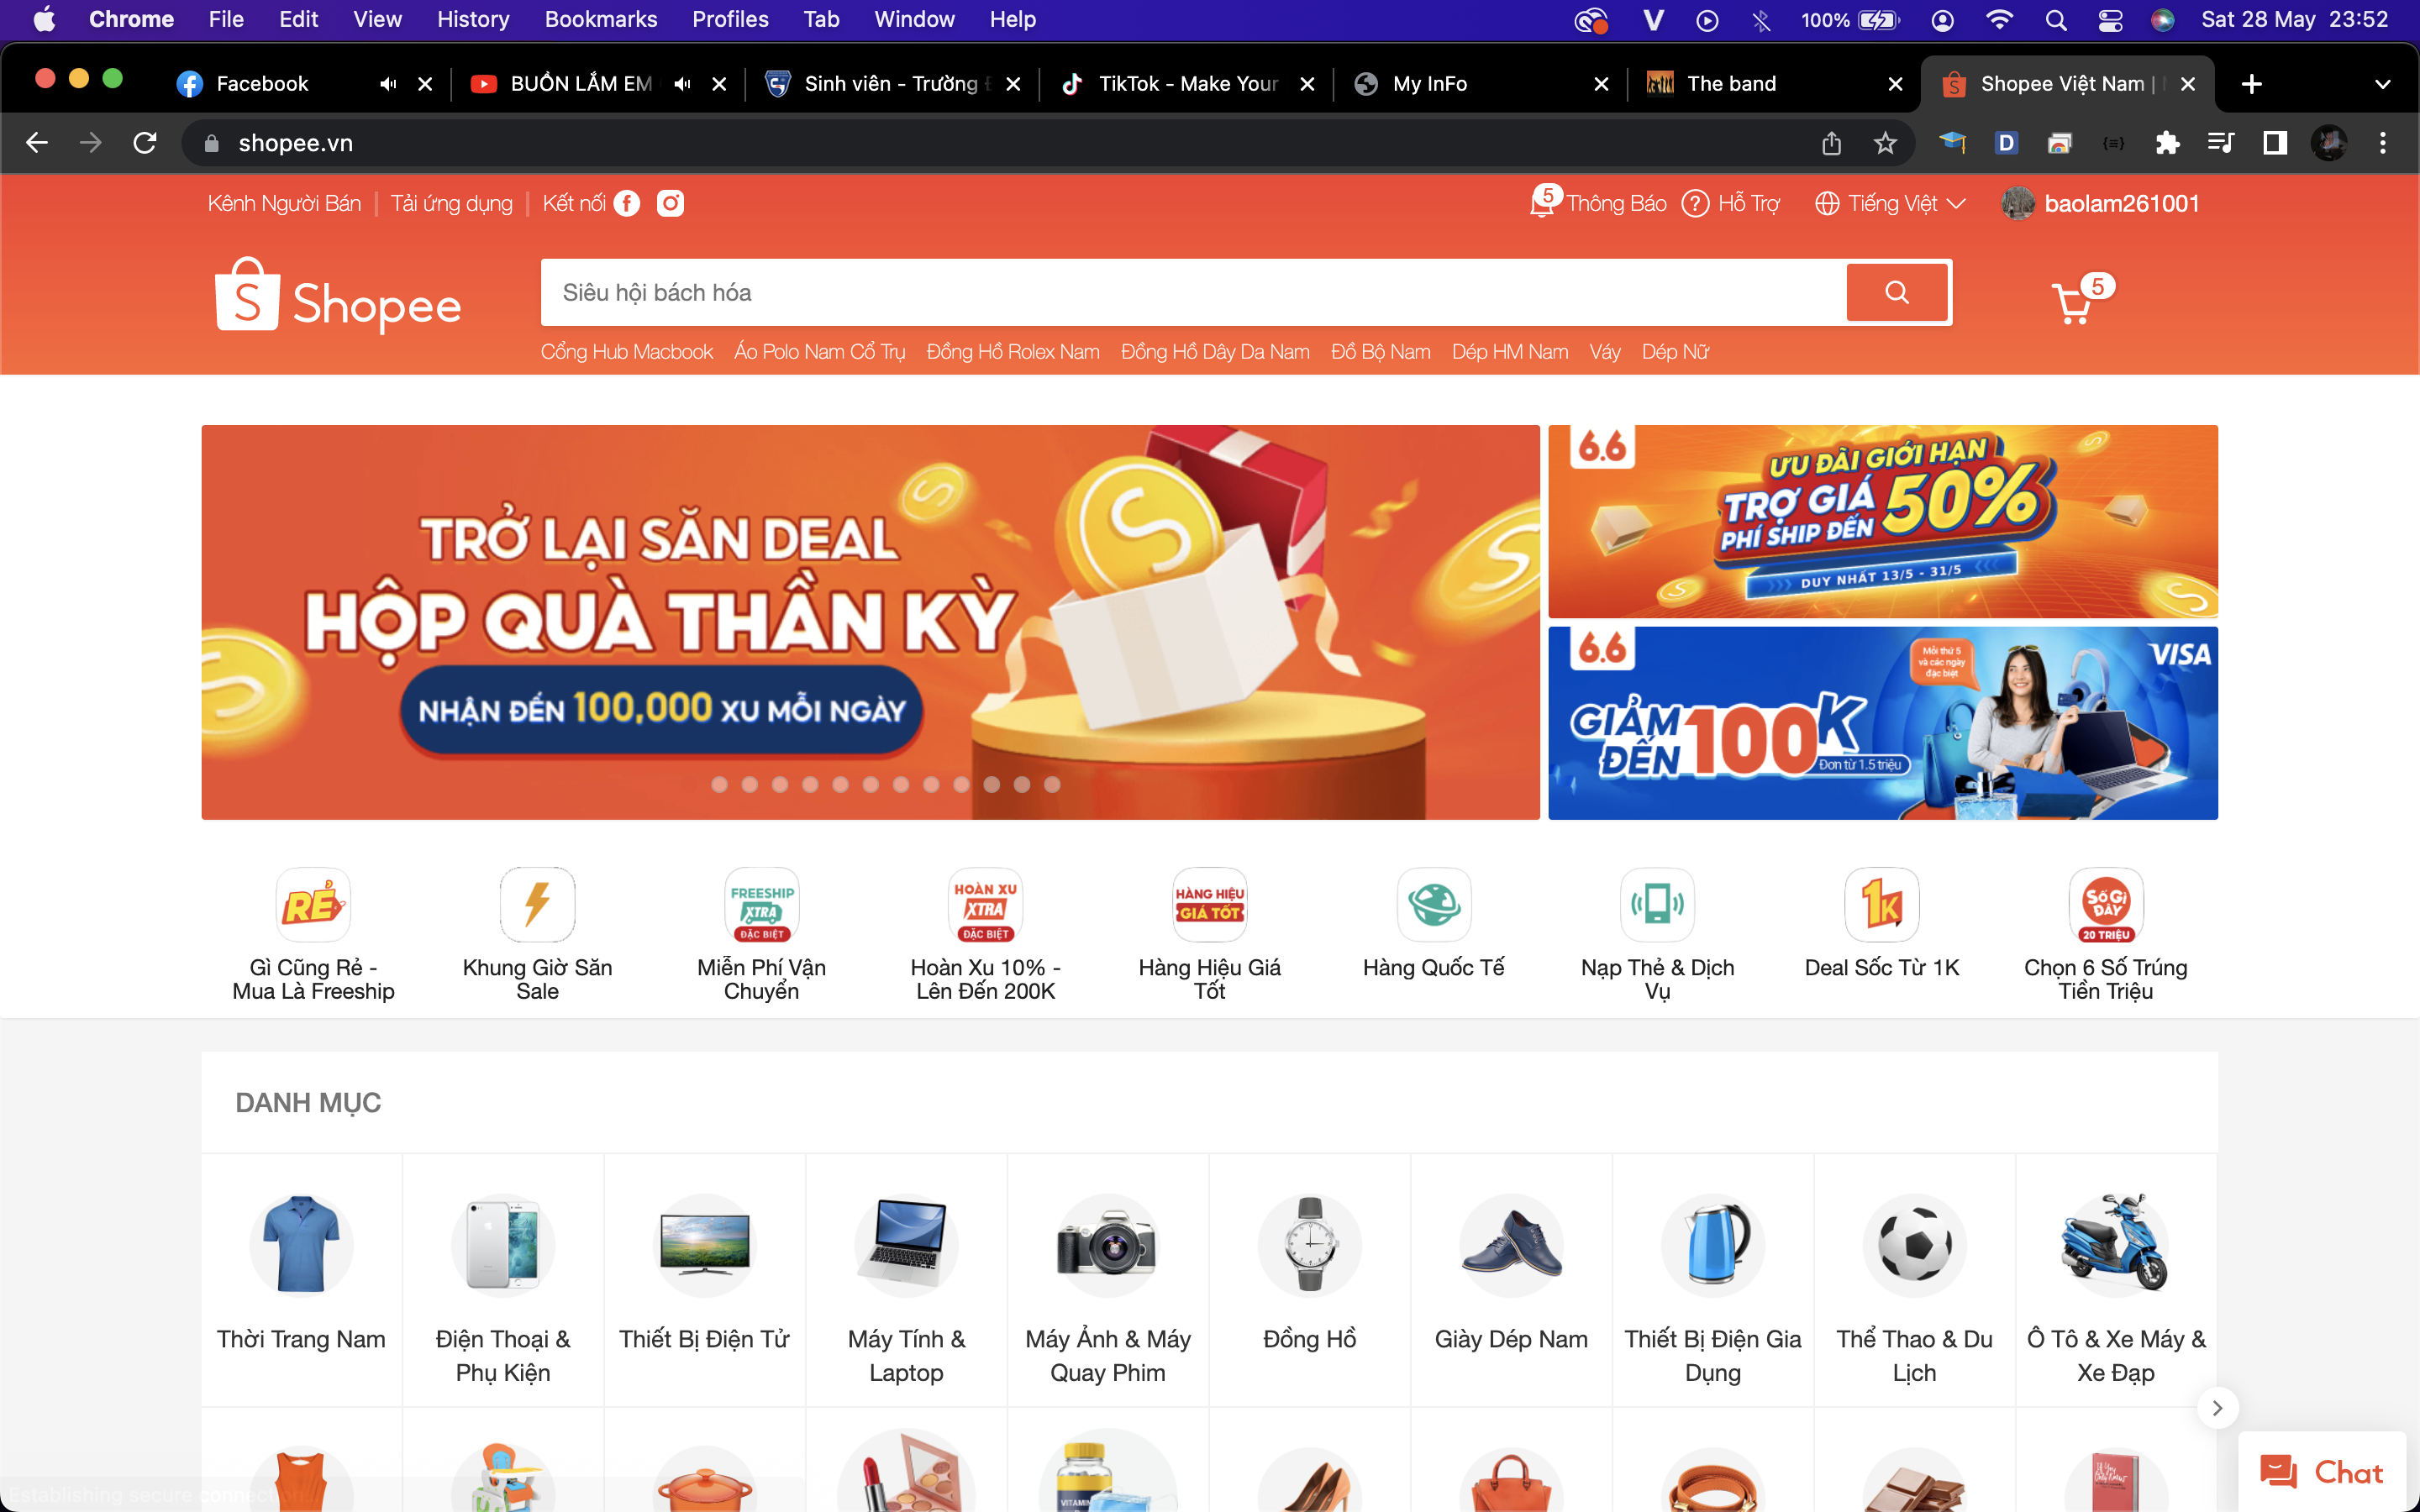 Chrome File Edit View History Bookmarks Profiles Tab Window Help 100% Sat 28 May 23:52
Facebook BUỒN LẮM EM Sinh viên - Trường TikTok - Make Your My InFo The band Shopee Việt Nam |
shopee.vn
Kênh Người Bán Tải ứng dụng Kết nối 5 Thông Báo Hỗ Trợ Tiếng Việt baolam261001
Shopee
Siêu hội bách hóa
5
Cổng Hub Macbook Áo Polo Nam Cổ Trụ Đồng Hồ Rolex Nam Đồng Hồ Dây Da Nam Đồ Bộ Nam Dép HM Nam Váy Dép Nữ
TRỞ LẠI SĂN DEAL
HỘP QUÀ THẦN KỲ
NHẬN ĐẾN 100,000 XU MỖI NGÀY
6.6
ƯU ĐÃI GIỚI HẠN
TRỢ GIÁ 50%
PHÍ SHIP ĐẾN
DUY NHẤT 13/5 - 31/5
6.6
Mỗi thứ 5
và các ngày
đặc biệt
VISA
GIẢM
ĐẾN 100K
Đơn từ 1.5 triệu
RẺ
FREESHIP
XTRA
ĐẶC BIỆT
HOÀN XU
XTRA
ĐẶC BIỆT
HÀNG HIỆU
GIÁ TỐT
1K
SỐ GÌ
ĐÂY
20 TRIỆU
Gì Cũng Rẻ -
Mua Là Freeship
Khung Giờ Săn
Sale
Miễn Phí Vận
Chuyển
Hoàn Xu 10% -
Lên Đến 200K
Hàng Hiệu Giá
Tốt
Hàng Quốc Tế
Nạp Thẻ & Dịch
Vụ
Deal Sốc Từ 1K
Chọn 6 Số Trúng
Tiền Triệu
DANH MỤC
Thời Trang Nam
Điện Thoại &
Phụ Kiện
Thiết Bị Điện Tử
Máy Tính &
Laptop
Máy Ảnh & Máy
Quay Phim
Đồng Hồ
Giày Dép Nam
Thiết Bị Điện Gia
Dụng
Thể Thao & Du
Lịch
Ô Tô & Xe Máy &
Xe Đạp
Establishing secure connection...
Chat